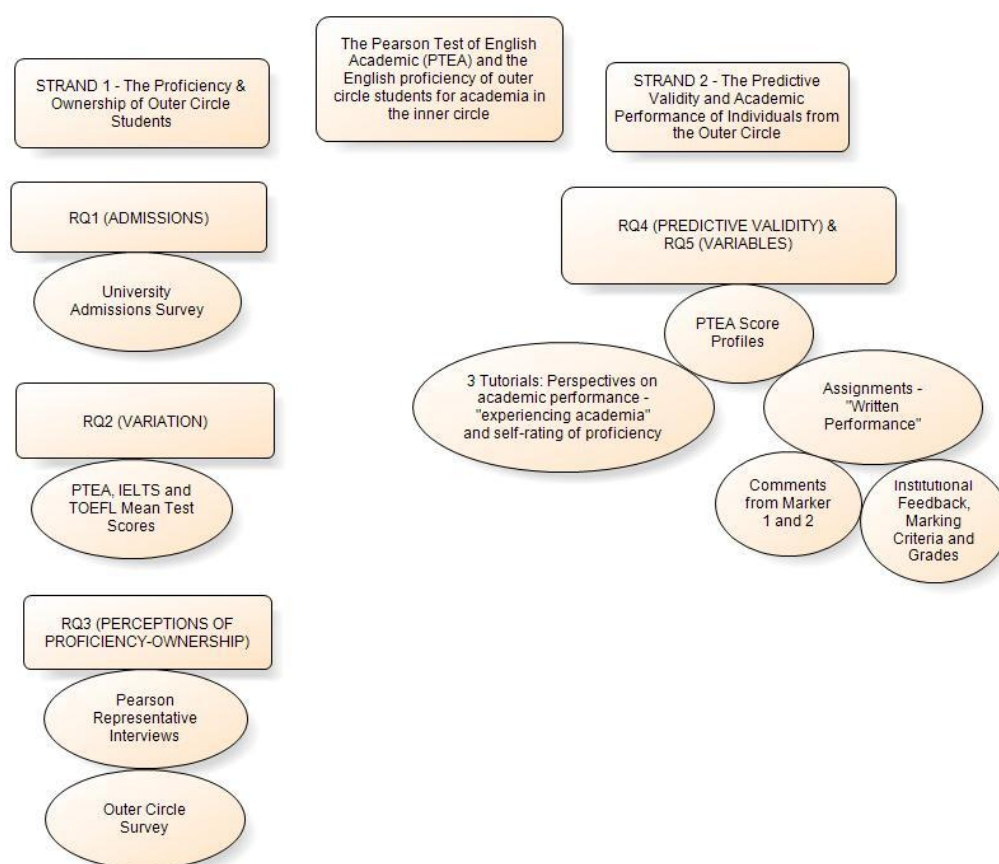 The Pearson Test of English
Academic (PTEA) and the
English proficiency of outer
circle students for academia in
the inner circle
STRAND 1 - The Proficiency &
Ownership of Outer Circle
Students
STRAND 2 - The Predictive
Validity and Academic
Performance of Individuals from
the Outer Circle
RQ1 (ADMISSIONS)
University
Admissions Survey
RQ2 (VARIATION)
PTEA, IELTS and
TOEFL Mean Test
Scores
RQ3 (PERCEPTIONS OF
PROFICIENCY-OWNERSHIP)
Pearson
Representative
Interviews
Outer Circle
Survey
RQ4 (PREDICTIVE VALIDITY) &
RQ5 (VARIABLES)
PTEA Score
Profiles
3 Tutorials: Perspectives on
academic performance -
"experiencing academia"
and self-rating of proficiency
Assignments -
"Written
Performance"
Comments
from Marker
1 and 2
Institutional
Feedback,
Marking
Criteria and
Grades